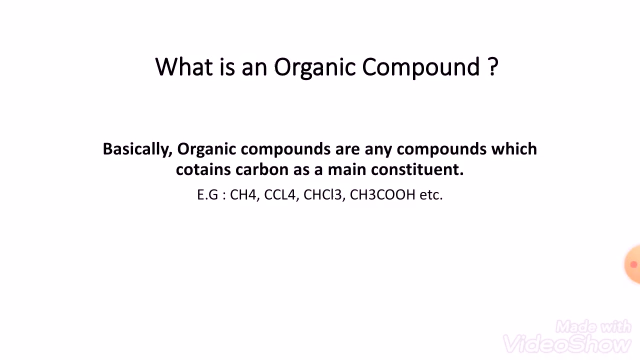 What is an Organic Compound ?
Basically, Organic compounds are any compounds which
cotains carbon as a main constituent.
E.G : CH4, CCL4, CHCl3, CH3COOH etc.
Made with
VideoShow